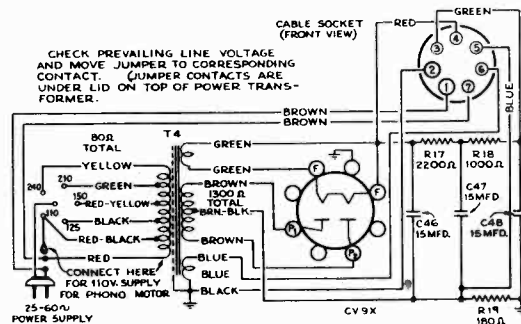 GREEN
CABLE SOCKET
(FRONT VIEW)
RED
CHECK PREVAILING LINE VOLTAGE
AND MOVE JUMPER TO CORRESPONDING
CONTACT. (JUMPER CONTACTS ARE
UNDER LID ON TOP OF POWER TRANS-
FORMER.
3
4
5
2
6
1
7
BLUE
BROWN
BROWN
80Ω
TOTAL
T4
GREEN
YELLOW
GREEN
240
210
GREEN
150
RED-YELLOW
110
BLACK
125
RED-BLACK
RED
BROWN
1300Ω
TOTAL
BRN-BLK
BROWN
BLUE
BLUE
BLACK
F
F
P1
P2
R17
2200Ω
R18
1000Ω
C47
15MFD.
C46
15MFD.
C48
15MFD.
R19
180Ω
CONNECT HERE
FOR 110V. SUPPLY
FOR PHONO MOTOR
25-60~
POWER SUPPLY
CV9X